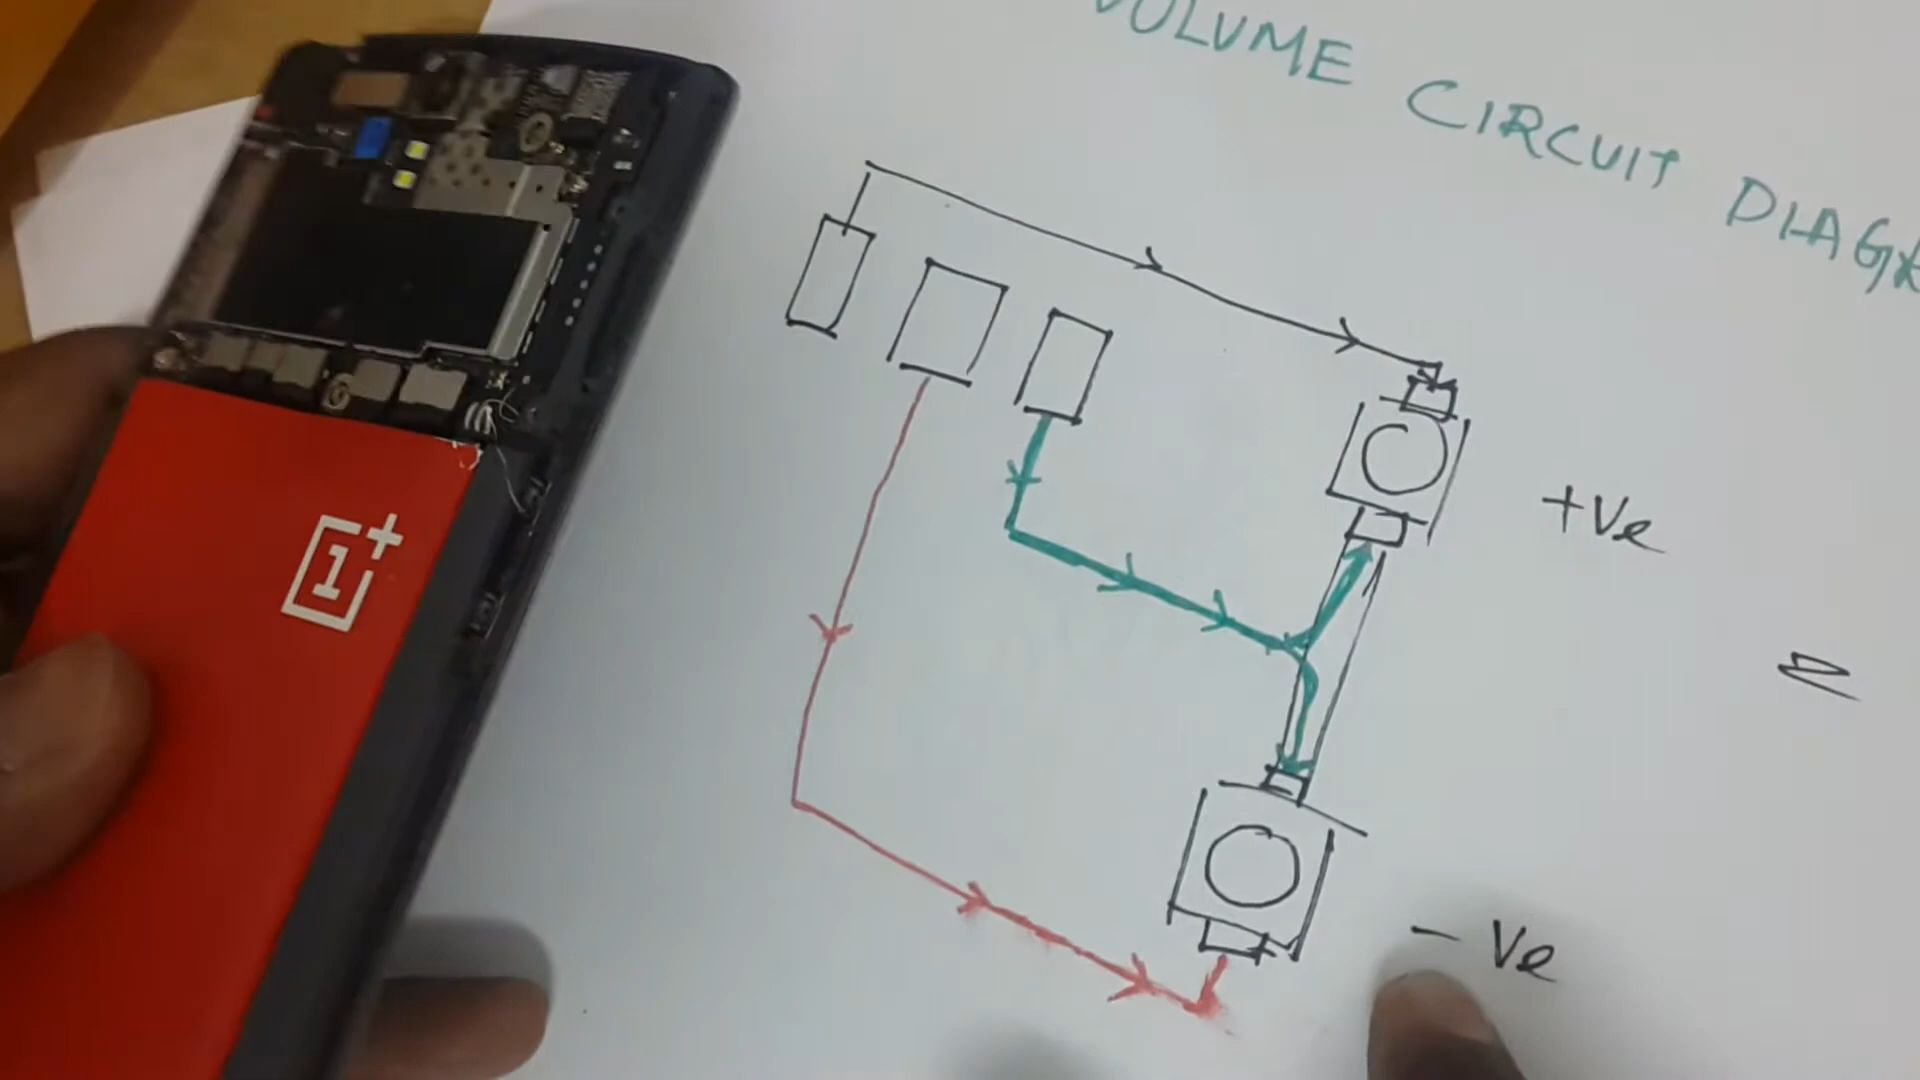 VOLUME CIRCUIT DIAGR
1+
+Ve
- Ve